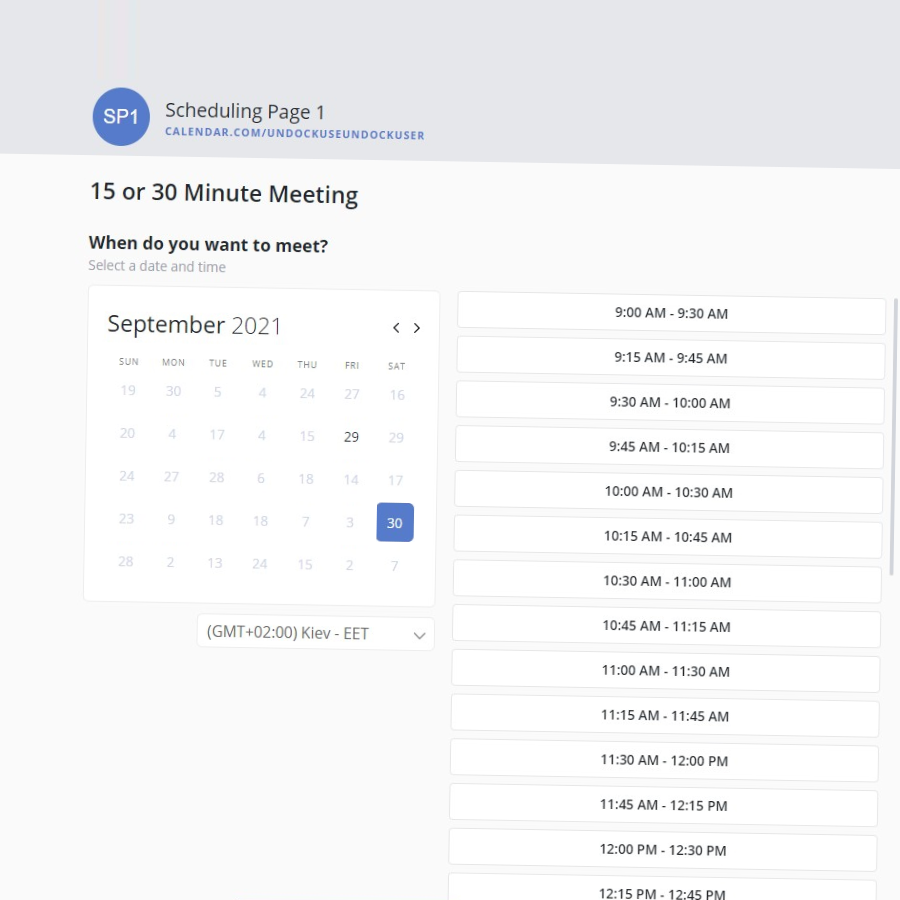 SP1
Scheduling Page 1
CALENDAR.COM/UNDOCKUSEUNDOCKUSER
15 or 30 Minute Meeting
When do you want to meet?
Select a date and time
September 2021
SUN MON TUE WED THU FRI SAT
19 30 5 4 24 27 16
20 4 17 4 15 29 29
24 27 28 6 18 14 17
23 9 18 18 7 3 30
28 2 13 24 15 2 7
(GMT+02:00) Kiev - EET
9:00 AM - 9:30 AM
9:15 AM - 9:45 AM
9:30 AM - 10:00 AM
9:45 AM - 10:15 AM
10:00 AM - 10:30 AM
10:15 AM - 10:45 AM
10:30 AM - 11:00 AM
10:45 AM - 11:15 AM
11:00 AM - 11:30 AM
11:15 AM - 11:45 AM
11:30 AM - 12:00 PM
11:45 AM - 12:15 PM
12:00 PM - 12:30 PM
12:15 PM - 12:45 PM